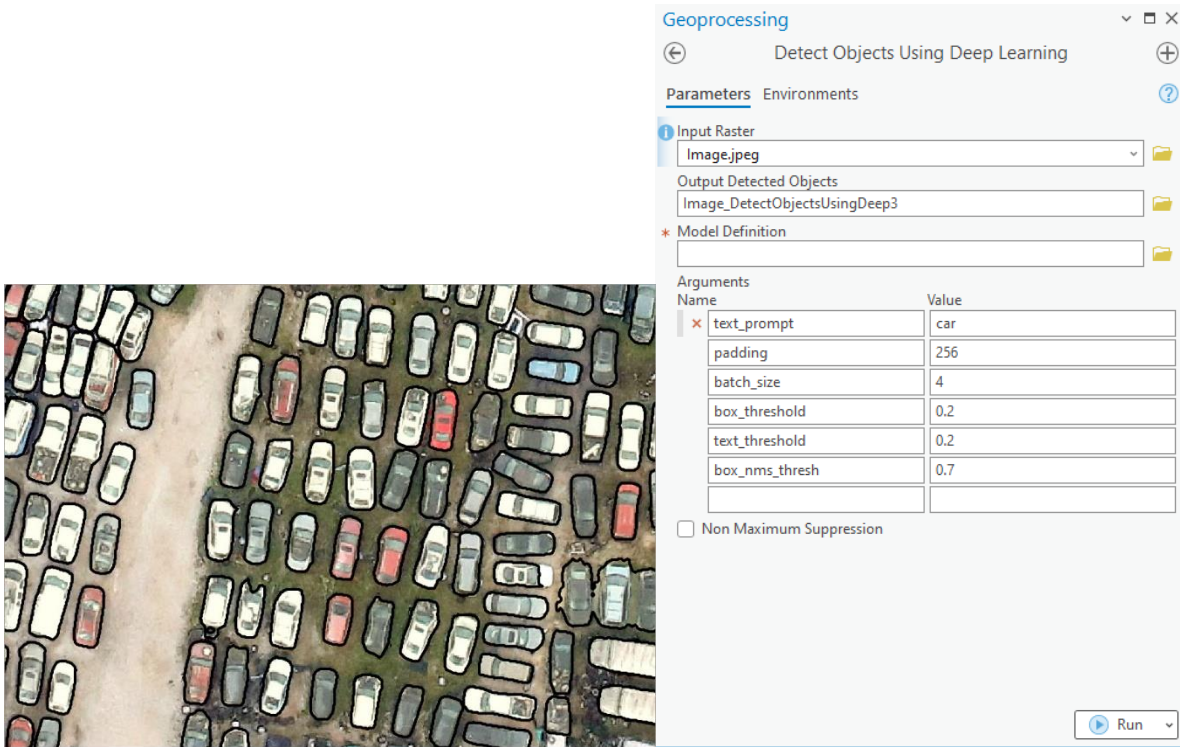 Geoprocessing
Detect Objects Using Deep Learning
Parameters Environments
Input Raster
Image.jpeg
Output Detected Objects
Image_DetectObjectsUsingDeep3
* Model Definition
Arguments
Name Value
text_prompt car
padding 256
batch_size 4
box_threshold 0.2
text_threshold 0.2
box_nms_thresh 0.7
Non Maximum Suppression
Run